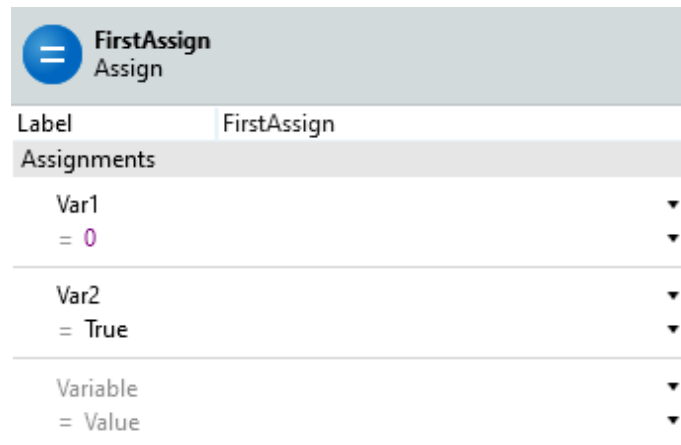 FirstAssign
Assign
Label FirstAssign
Assignments
Var1
= 0
Var2
= True
Variable
= Value